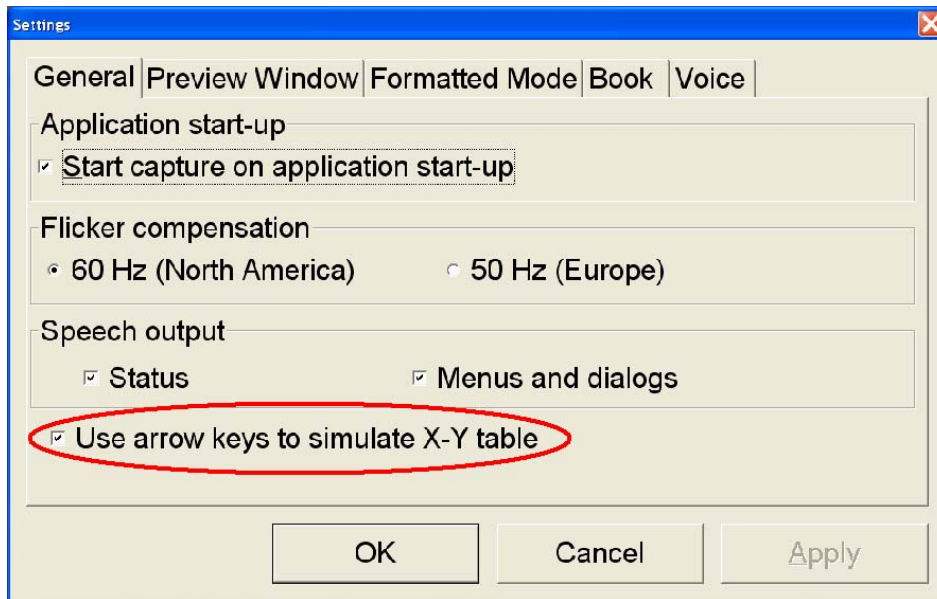 Settings
General Preview Window Formatted Mode Book Voice
Application start-up
Start capture on application start-up
Flicker compensation
60 Hz (North America) 50 Hz (Europe)
Speech output
Status Menus and dialogs
Use arrow keys to simulate X-Y table
OK Cancel Apply